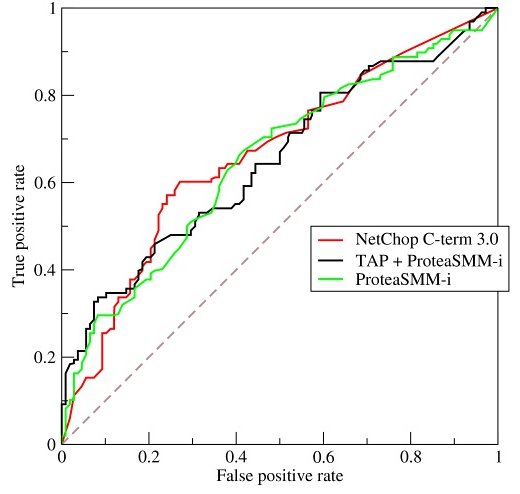 1
0.8
0.6
0.4
0.2
0
True positive rate
NetChop C-term 3.0
TAP + ProteaSMM-i
ProteaSMM-i
0
0.2
0.4
0.6
0.8
1
False positive rate